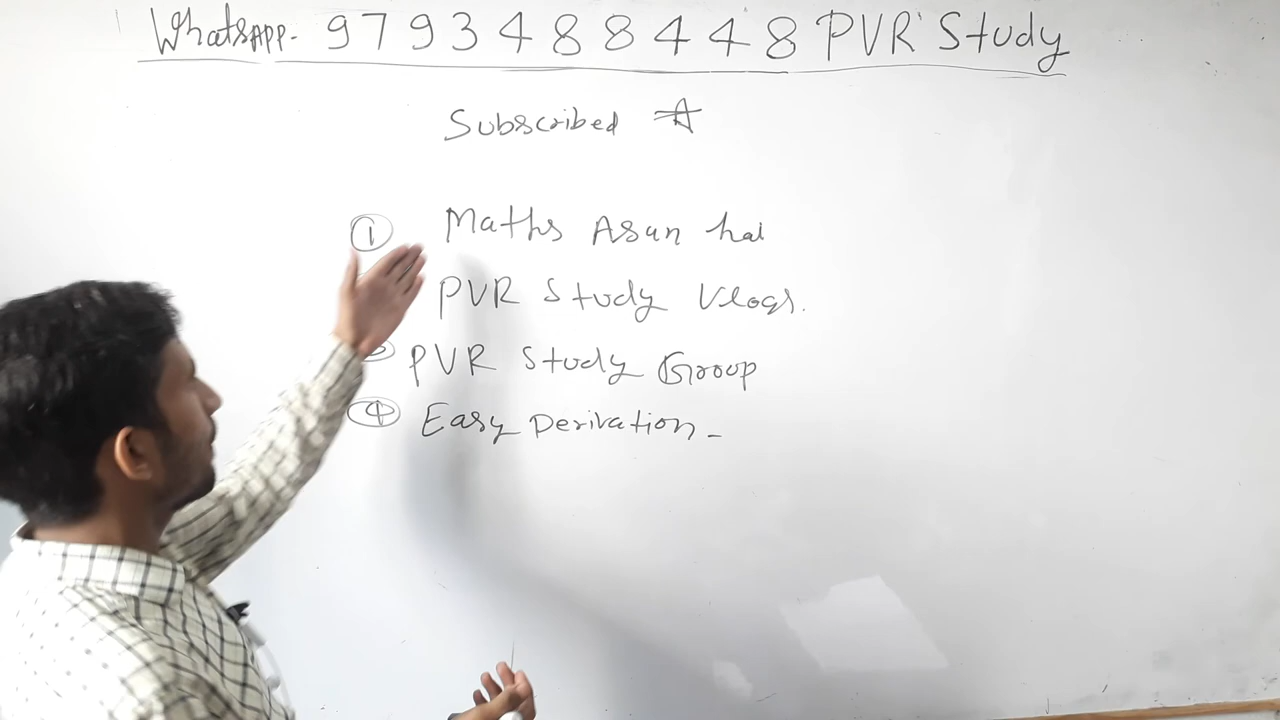 WhatsAPP- 9793488448 PVR Study
Subscribed
① Maths Asan hai
PVR Study Vlogs.
PVR Study Group
④ Easy Derivation -